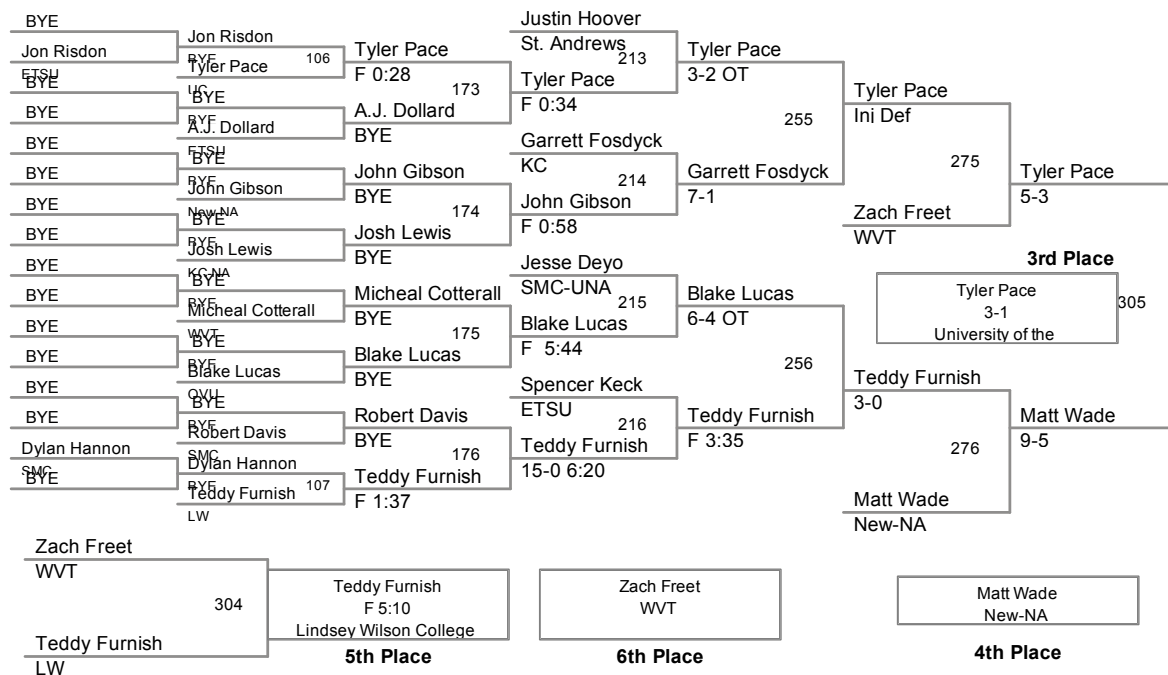 BYE
Jon Risdon
ETSU
BYE
BYE
BYE
BYE
BYE
BYE
BYE
BYE
BYE
BYE
BYE
BYE
Dylan Hannon
SMC
BYE
Jon Risdon
BYE
106
Tyler Pace
UC
BYE
BYE
A.J. Dollard
ETSU
BYE
BYE
John Gibson
New-NA
BYE
BYE
Josh Lewis
KC-NA
BYE
BYE
Micheal Cotterall
WVT
BYE
BYE
Blake Lucas
OVU
BYE
BYE
Robert Davis
SMC
Dylan Hannon
BYE
107
Teddy Furnish
LW
Tyler Pace
F 0:28
173
A.J. Dollard
BYE
John Gibson
BYE
174
Josh Lewis
BYE
Micheal Cotterall
BYE
175
Blake Lucas
BYE
Robert Davis
BYE
176
Teddy Furnish
F 1:37
Justin Hoover
St. Andrews
213
Tyler Pace
F 0:34
Garrett Fosdyck
KC
214
John Gibson
F 0:58
Jesse Deyo
SMC-UNA
215
Blake Lucas
F 5:44
Spencer Keck
ETSU
216
Teddy Furnish
15-0 6:20
Tyler Pace
3-2 OT
255
Garrett Fosdyck
7-1
Blake Lucas
6-4 OT
256
Teddy Furnish
F 3:35
Tyler Pace
Inj Def
275
Zach Freet
WVT
Teddy Furnish
3-0
276
Matt Wade
New-NA
Tyler Pace
5-3
3rd Place
Tyler Pace
3-1
University of the
305
Matt Wade
9-5
Zach Freet
WVT
304
Teddy Furnish
LW
Teddy Furnish
F 5:10
Lindsey Wilson College
5th Place
Zach Freet
WVT
6th Place
Matt Wade
New-NA
4th Place